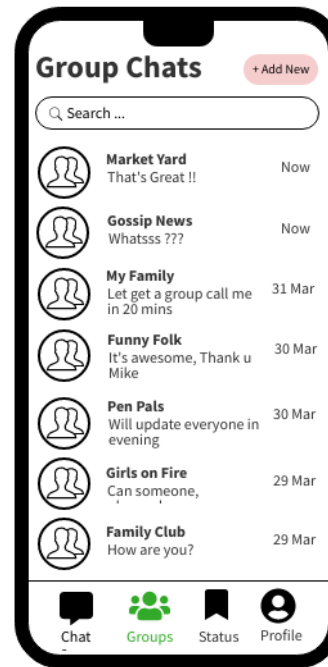 Group Chats
+ Add New
Search ...
Market Yard
Now
That's Great !!
Gossip News
Now
Whatsss ???
My Family
31 Mar
Let get a group call me
in 20 mins
Funny Folk
30 Mar
It's awesome, Thank u
Mike
Pen Pals
30 Mar
Will update everyone in
evening
Girls on Fire
29 Mar
Can someone,
Family Club
29 Mar
How are you?
Chat
Groups
Status
Profile